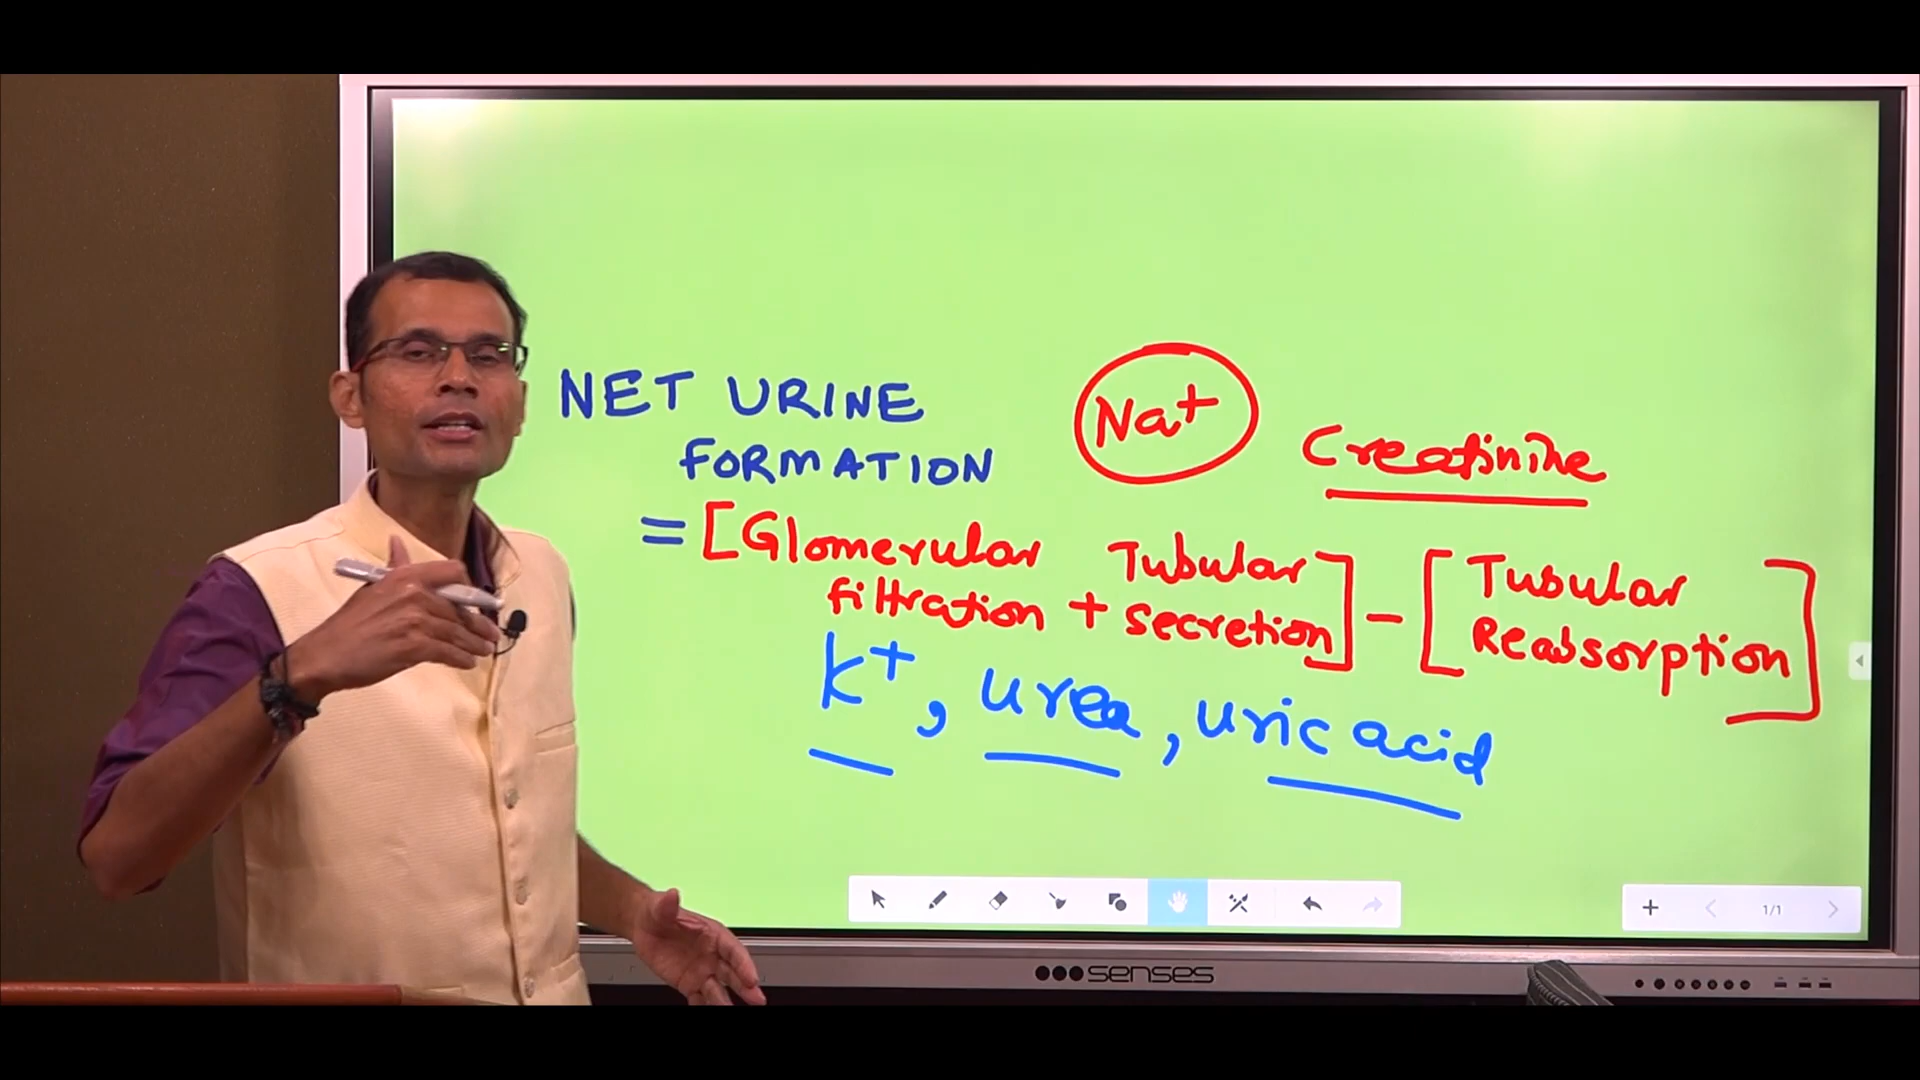 NET URINE
FORMATION
Na+
Creatinine
= [Glomerular filtration + Tubular secretion] - [Tubular Reabsorption]
K+, urea, uric acid
1/1
senses